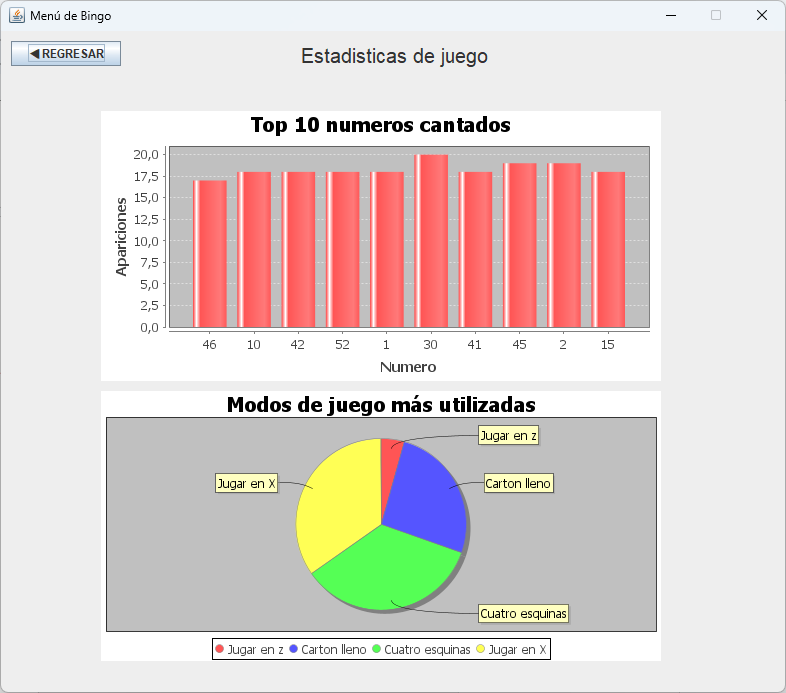 Menú de Bingo
◀ REGRESAR
Estadisticas de juego
Top 10 numeros cantados
Apariciones
20,0
17,5
15,0
12,5
10,0
7,5
5,0
2,5
0,0
46 10 42 52 1 30 41 45 2 15
Numero
Modos de juego más utilizadas
Jugar en z
Jugar en X
Carton lleno
Cuatro esquinas
Jugar en z Carton lleno Cuatro esquinas Jugar en X